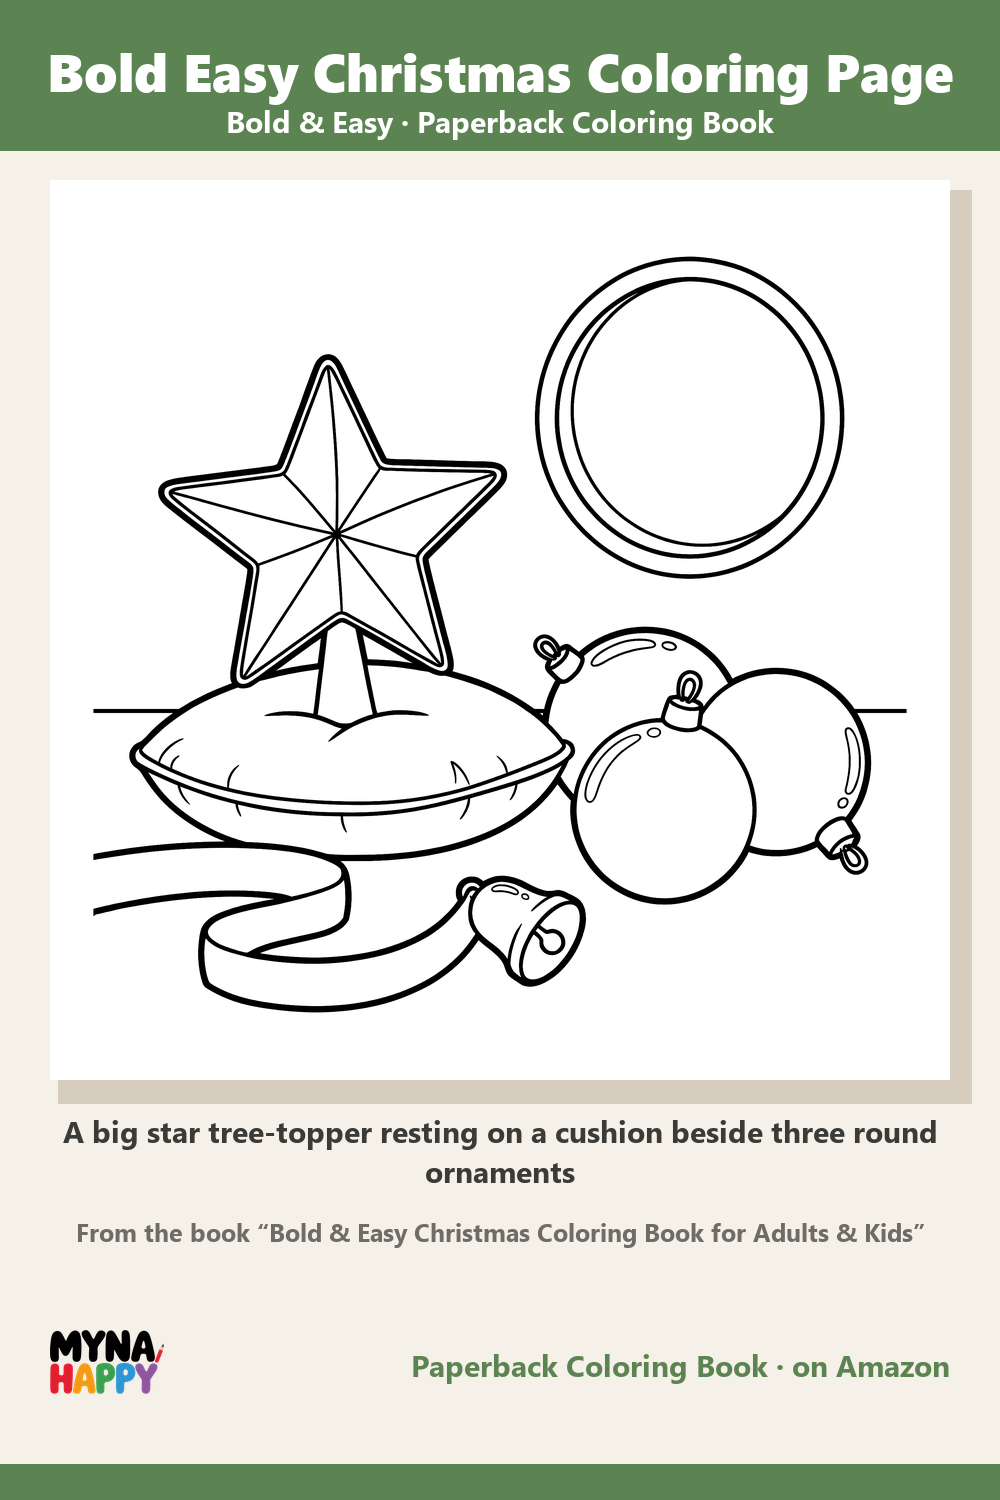 Bold Easy Christmas Coloring Page
Bold & Easy · Paperback Coloring Book
A big star tree-topper resting on a cushion beside three round
ornaments
From the book “Bold & Easy Christmas Coloring Book for Adults & Kids”
MYNA
HAPPY
Paperback Coloring Book · on Amazon